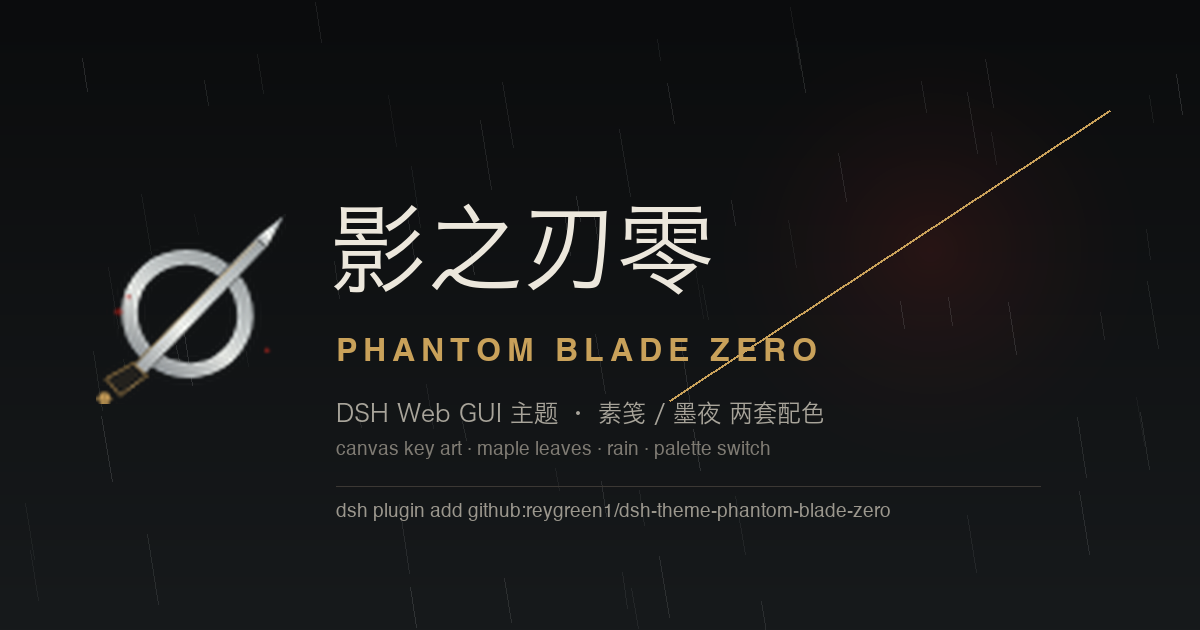 影之刃零
PHANTOM BLADE ZERO
DSH Web GUI 主题 · 素笺 / 墨夜 两套配色
canvas key art · maple leaves · rain · palette switch
dsh plugin add github:reygreen1/dsh-theme-phantom-blade-zero